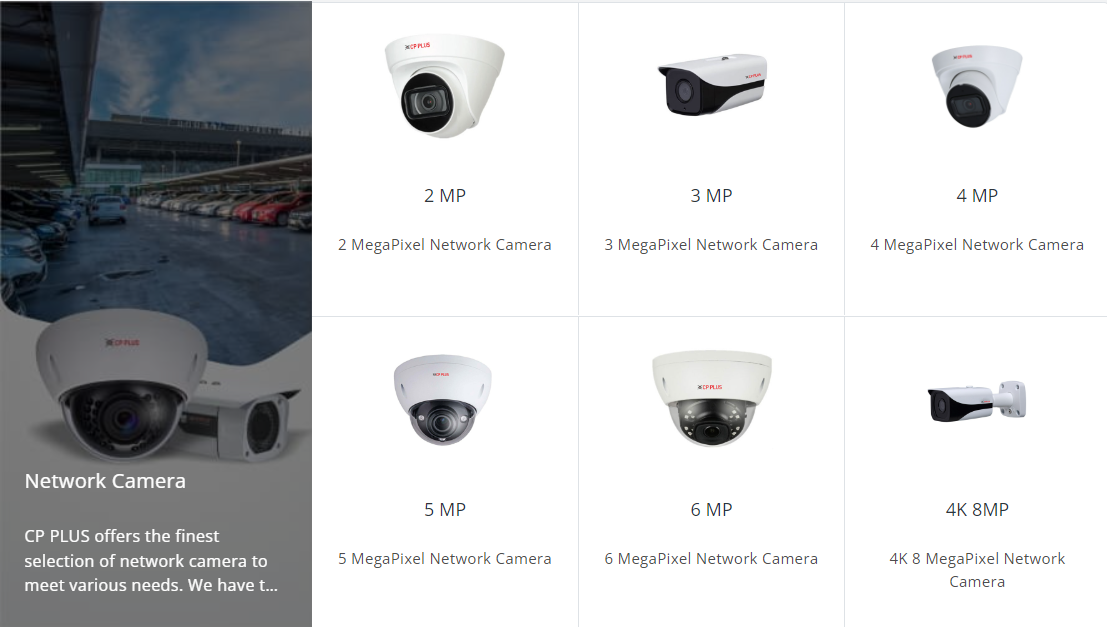 CP PLUS
CP PLUS
CP PLUS
2 MP
3 MP
4 MP
2 MegaPixel Network Camera
3 MegaPixel Network Camera
4 MegaPixel Network Camera
CP PLUS
CP PLUS
CP PLUS
Network Camera
CP PLUS offers the finest
selection of network camera to
meet various needs. We have t...
5 MP
6 MP
4K 8MP
5 MegaPixel Network Camera
6 MegaPixel Network Camera
4K 8 MegaPixel Network
Camera